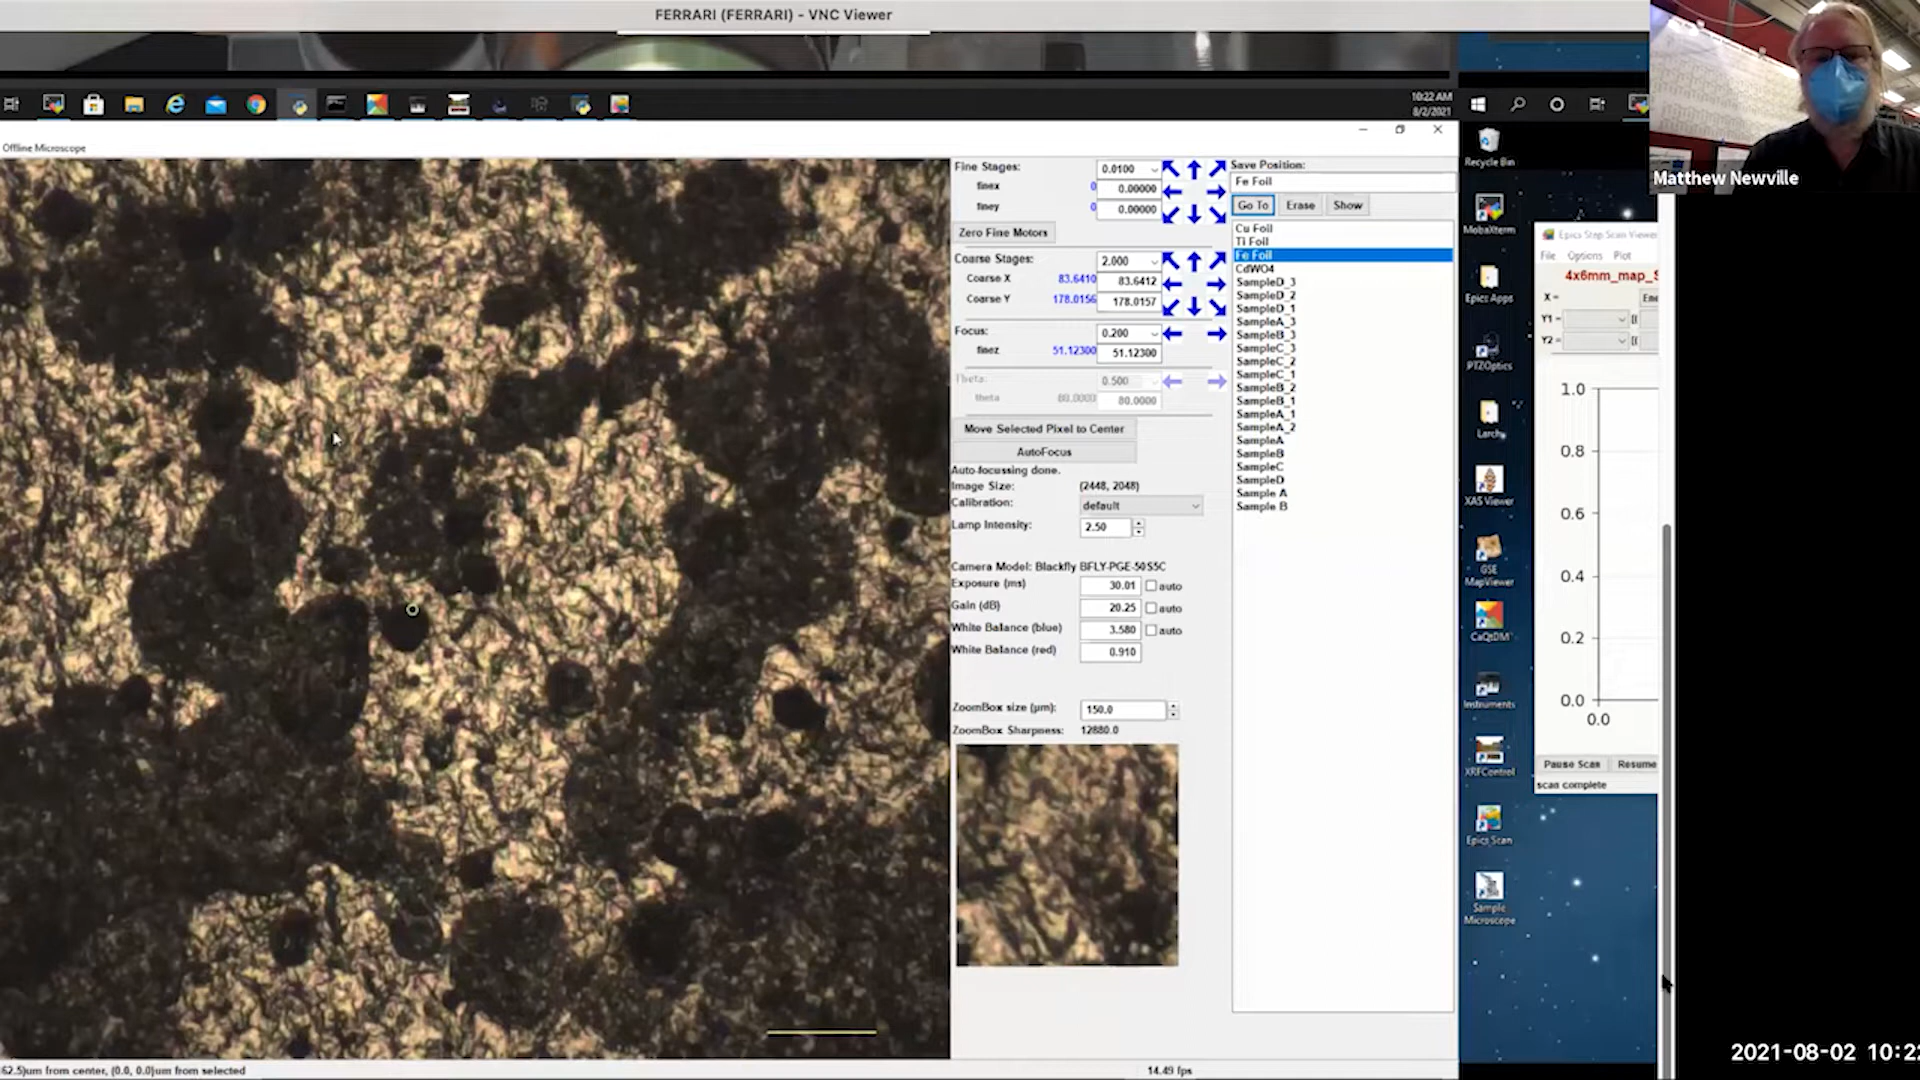 FERRARI (FERRARI) - VNC Viewer
10:22 AM
8/2/2021
Matthew Newville
Offline Microscope
Fine Stages:
0.0100
finex
0
0.00000
finey
0
0.00000
Zero Fine Motors
Coarse Stages:
2.000
Coarse X
83.6410
83.6412
Coarse Y
178.0156
178.0157
Focus:
0.200
finez
51.12300
51.12300
Theta:
0.500
theta
80.0000
80.0000
Move Selected Pixel to Center
AutoFocus
Auto-focussing done.
Image Size:
(2448, 2048)
Calibration:
default
Lamp Intensity:
2.50
Camera Model: Blackfly BFLY-PGE-50S5C
Exposure (ms)
30.01
auto
Gain (dB)
20.25
auto
White Balance (blue)
3.580
auto
White Balance (red)
0.910
ZoomBox size (µm):
150.0
ZoomBox Sharpness:
12880.0
Save Position:
Fe Foil
Go To
Erase
Show
Cu Foil
Ti Foil
Fe Foil
CdWO4
SampleD_3
SampleD_2
SampleD_1
SampleA_3
SampleB_3
SampleC_3
SampleC_2
SampleC_1
SampleB_2
SampleB_1
SampleA_1
SampleA_2
SampleA
SampleB
SampleC
SampleD
Sample A
Sample B
Recycle Bin
MobaXterm
Epics Apps
PTZOptics
Larch
XAS Viewer
GSE
MapViewer
CaQtDM
Instruments
XRFControl
Epics Scan
Sample
Microscope
Epics Step Scan Viewer
File
Options
Plot
4x6mm_map_S
X =
Y1 =
Y2 =
1.0
0.8
0.6
0.4
0.2
0.0
0.0
Pause Scan
Resume
scan complete
62.5)um from center, (0.0, 0.0)um from selected
14.49 fps
2021-08-02 10:22